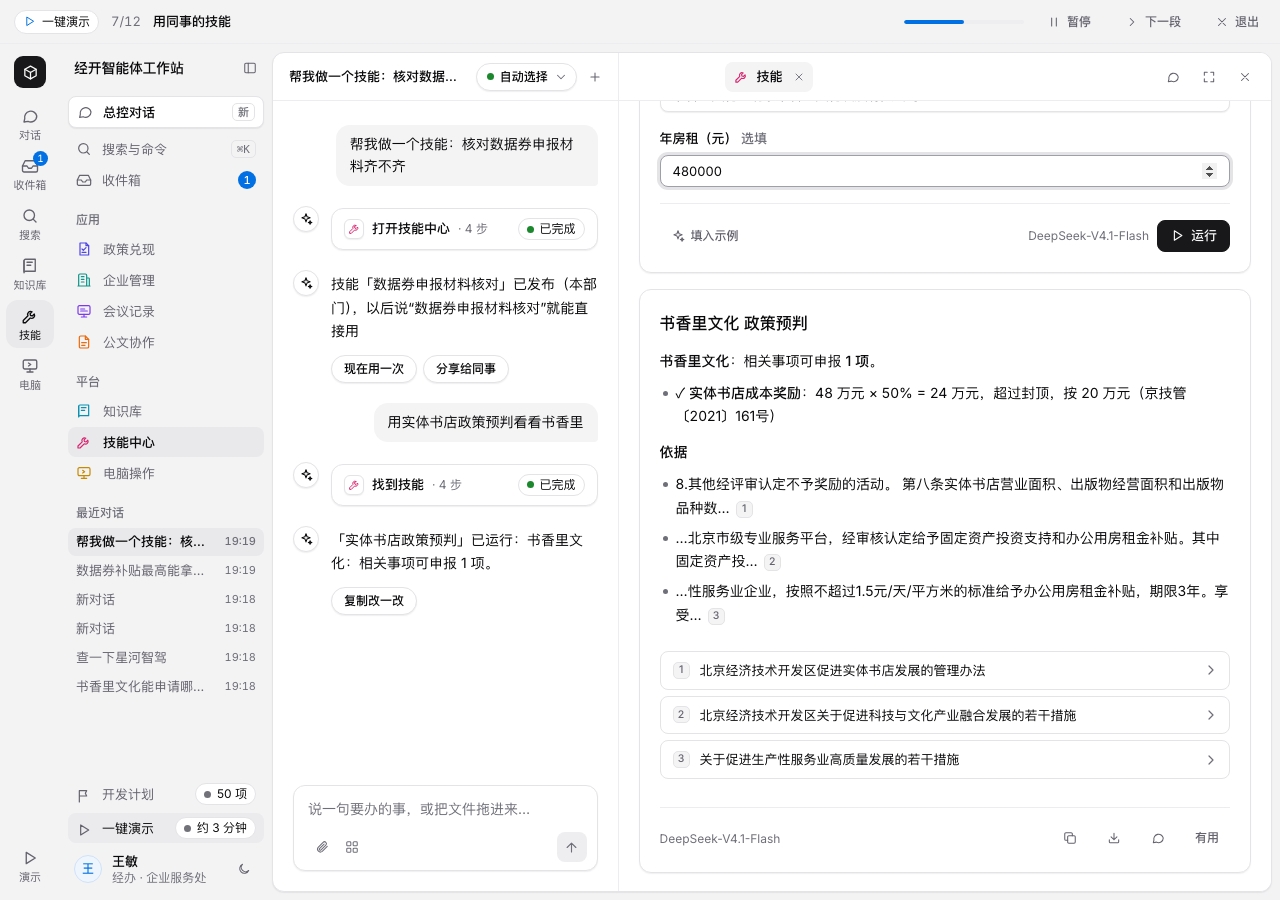 一键演示
7/12
用同事的技能
暂停
下一段
退出
对话
1
收件箱
搜索
知识库
技能
电脑
演示
经开智能体工作站
总控对话
新
搜索与命令
⌘K
收件箱
1
应用
政策兑现
企业管理
会议记录
公文协作
平台
知识库
技能中心
电脑操作
最近对话
帮我做一个技能：核...
19:19
数据券补贴最高能拿...
19:19
新对话
19:18
新对话
19:18
查一下星河智驾
19:18
书香里文化能申请哪...
19:18
开发计划
50 项
一键演示
约 3 分钟
王
王敏
经办 · 企业服务处
帮我做一个技能：核对数据...
自动选择
帮我做一个技能：核对数据券申报材
料齐不齐
打开技能中心 · 4 步
已完成
技能「数据券申报材料核对」已发布（本部
门），以后说“数据券申报材料核对”就能直
接用
现在用一次
分享给同事
用实体书店政策预判看看书香里
找到技能 · 4 步
已完成
「实体书店政策预判」已运行：书香里文
化：相关事项可申报 1 项。
复制改一改
说一句要办的事，或把文件拖进来...
技能
年房租（元） 选填
480000
填入示例
DeepSeek-V4.1-Flash
运行
书香里文化 政策预判
书香里文化：相关事项可申报 1 项。
✓ 实体书店成本奖励：48 万元 × 50% = 24 万元，超过封顶，按 20 万元（京技管
〔2021〕161号）
依据
8.其他经评审认定不予奖励的活动。 第八条实体书店营业面积、出版物经营面积和出版物
品种数... 1
...北京市级专业服务平台，经审核认定给予固定资产投资支持和办公用房租金补贴。其中
固定资产投... 2
...性服务业企业，按照不超过1.5元/天/平方米的标准给予办公用房租金补贴，期限3年。享
受... 3
1 北京经济技术开发区促进实体书店发展的管理办法
2 北京经济技术开发区关于促进科技与文化产业融合发展的若干措施
3 关于促进生产性服务业高质量发展的若干措施
DeepSeek-V4.1-Flash
有用